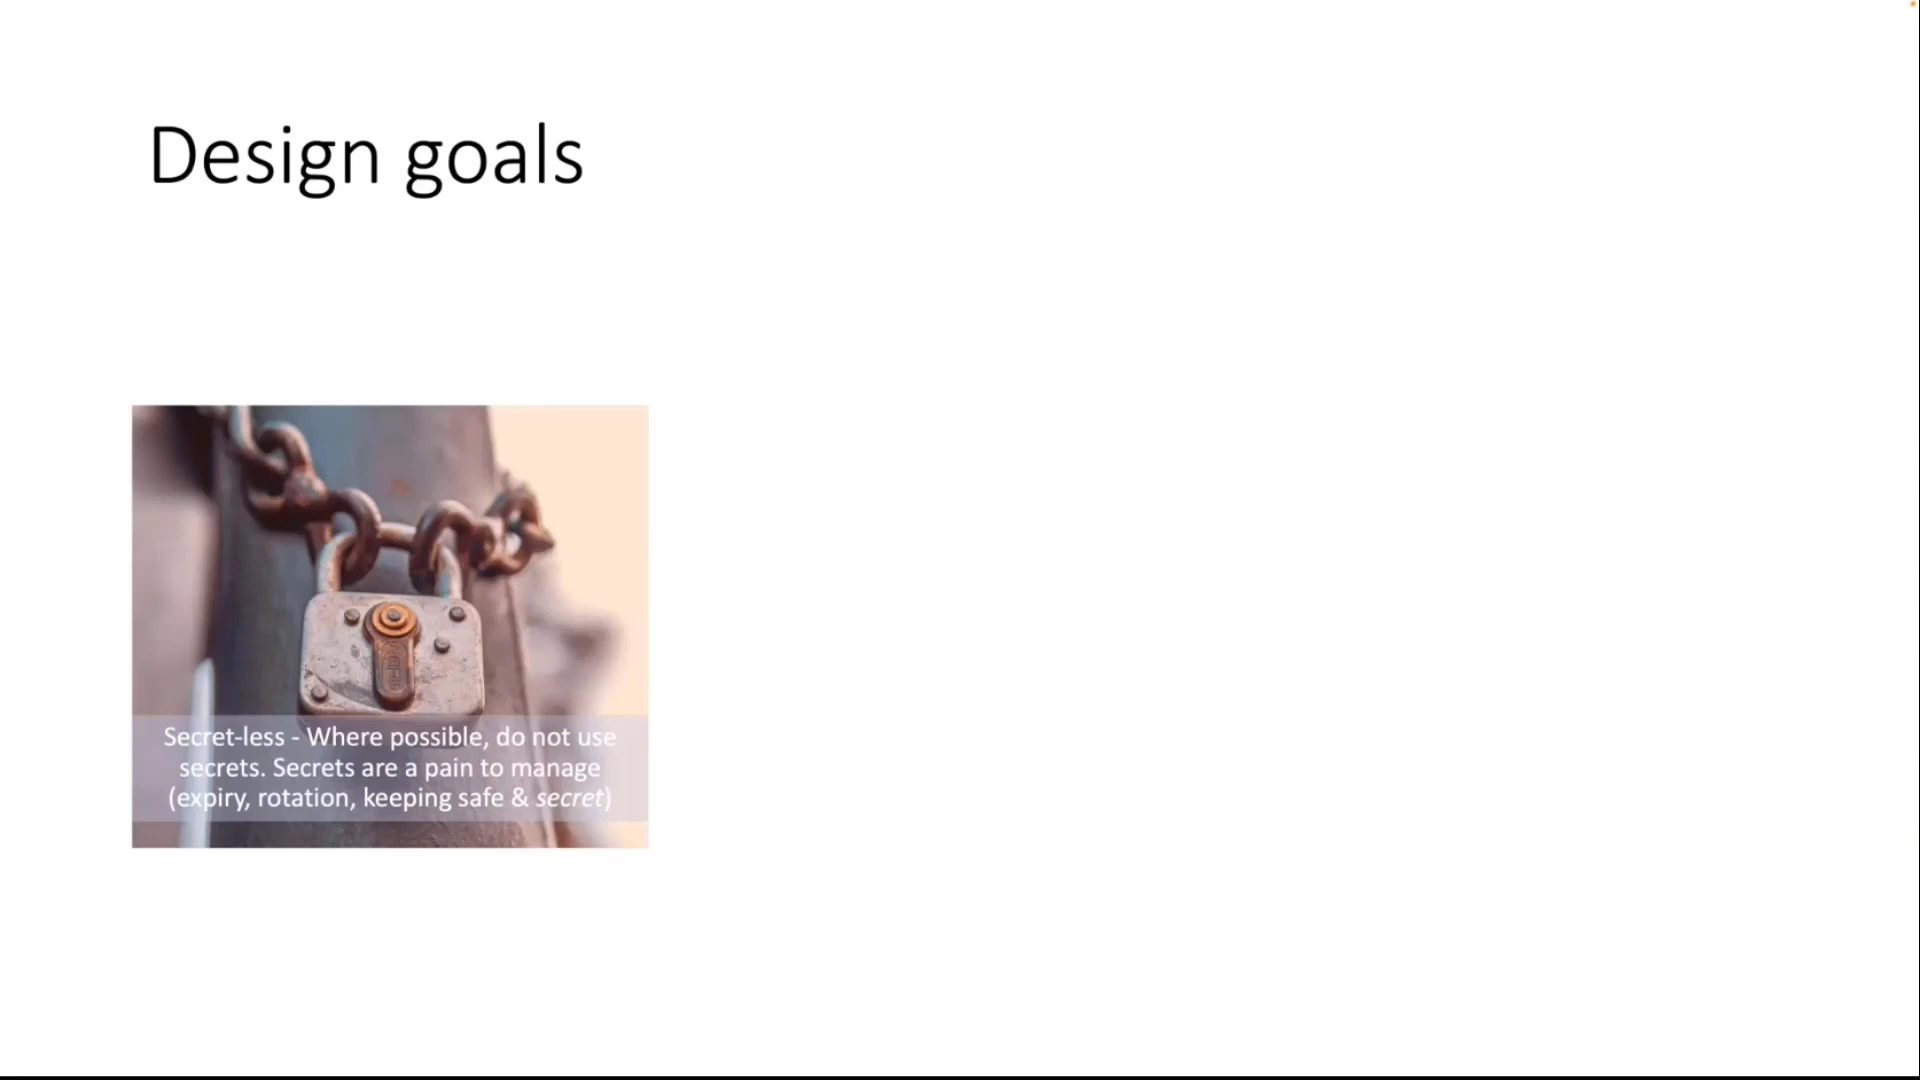 Design goals
Secret-less - Where possible, do not use
secrets. Secrets are a pain to manage
(expiry, rotation, keeping safe & secret)